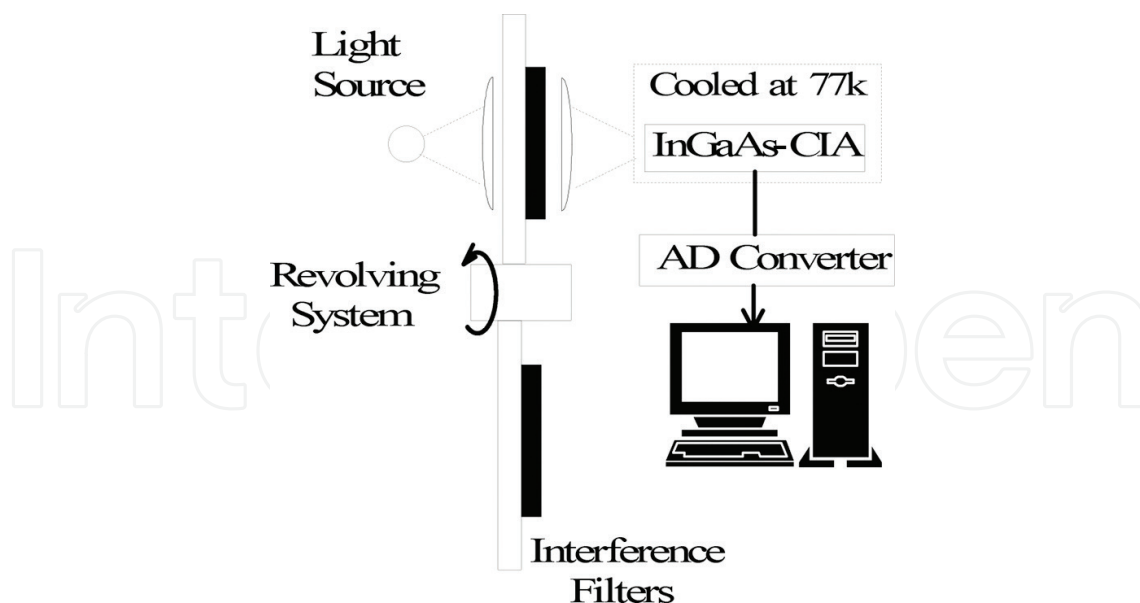 Light
Source
Cooled at 77k
InGaAs-CIA
AD Converter
Revolving
System
Interference
Filters